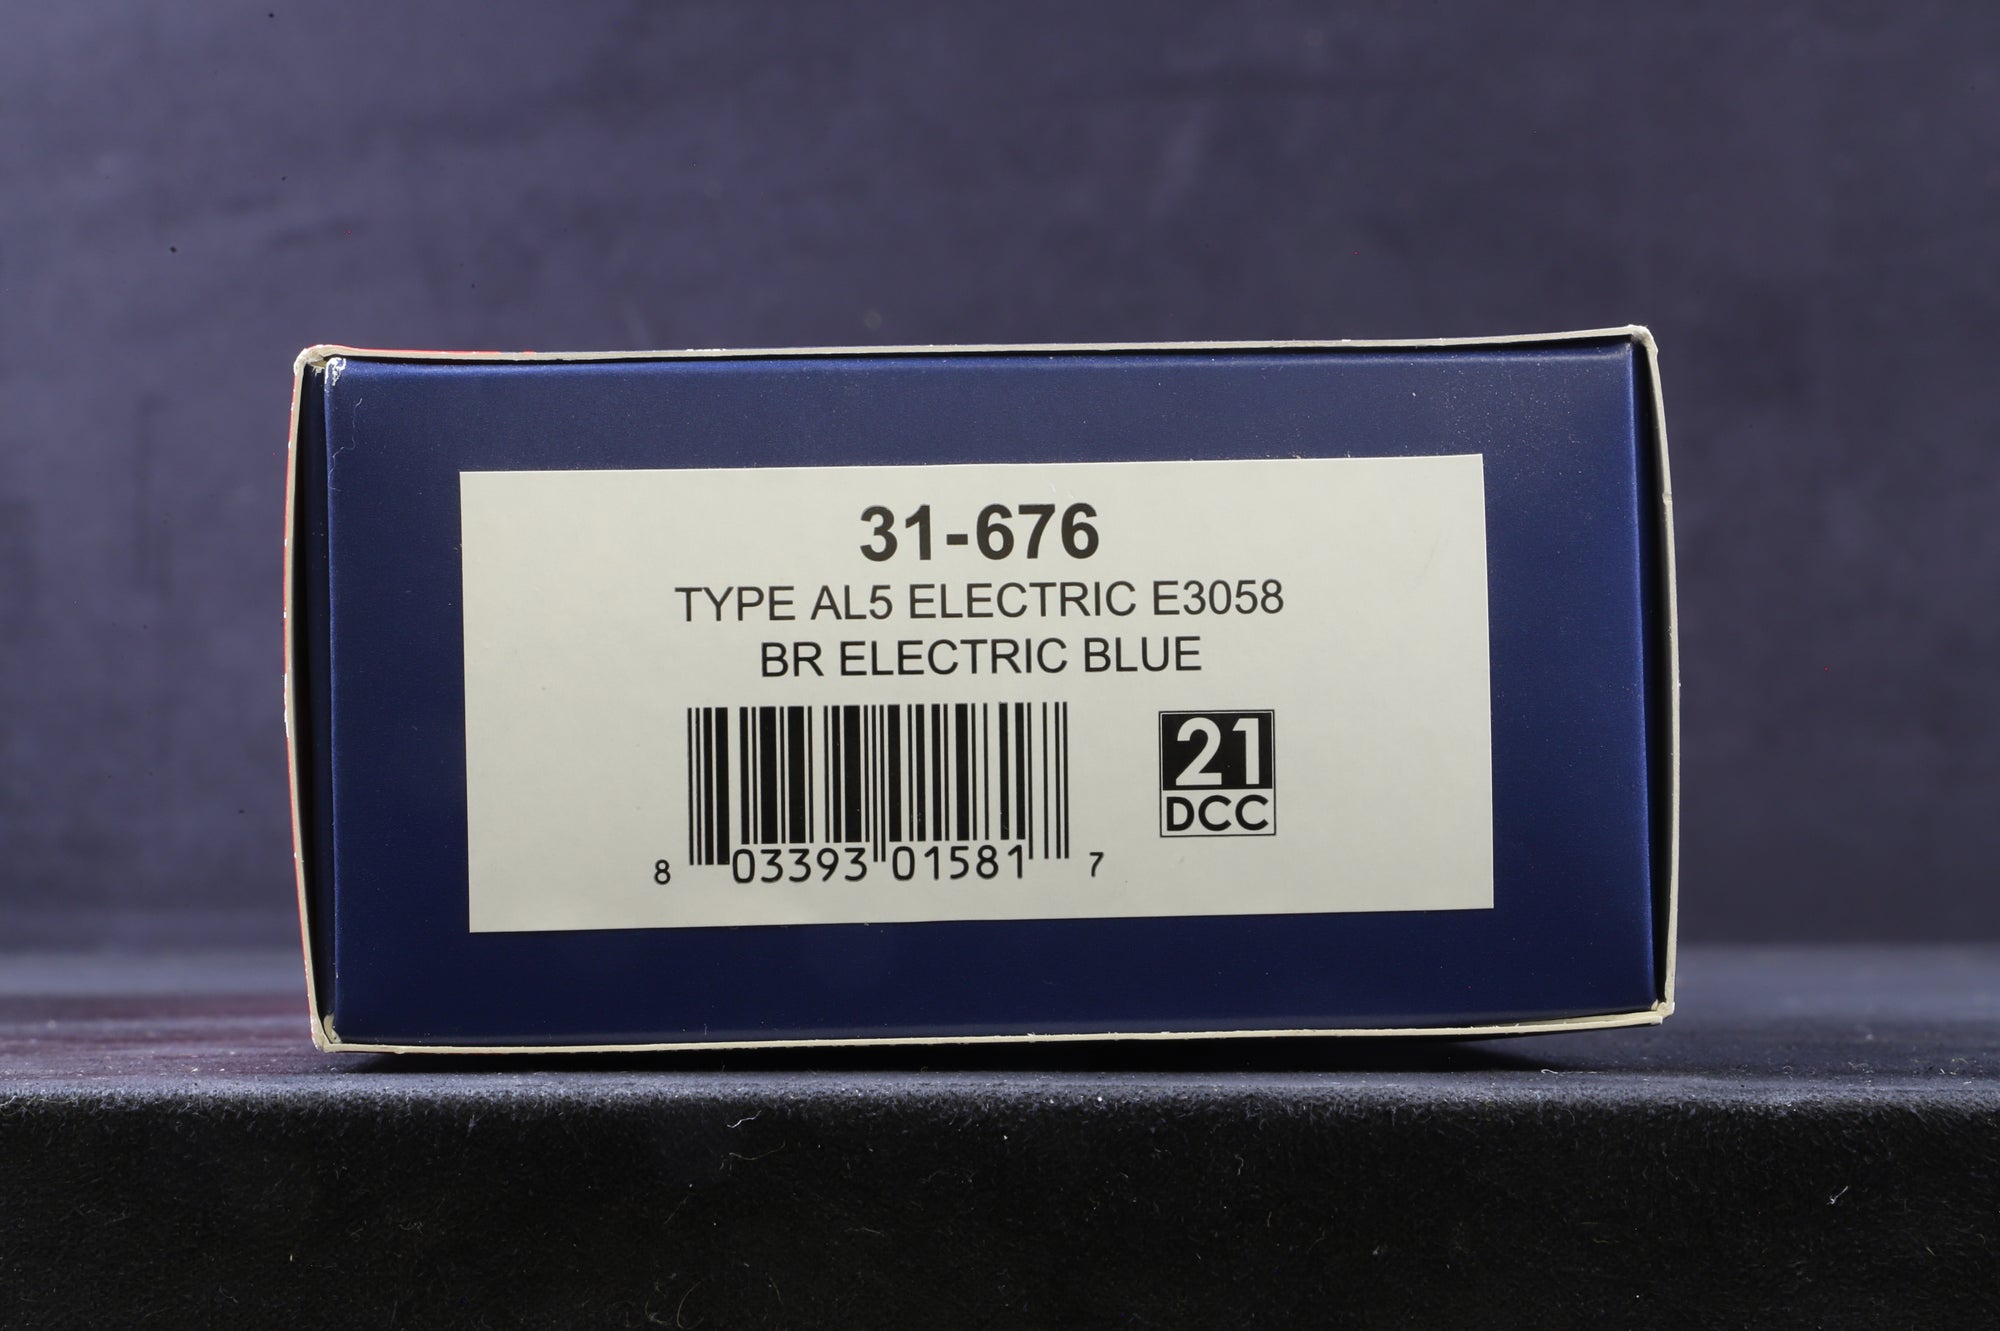 31-676
TYPE AL5 ELECTRIC E3058
BR ELECTRIC BLUE
21
DCC
8 03393 01581 7